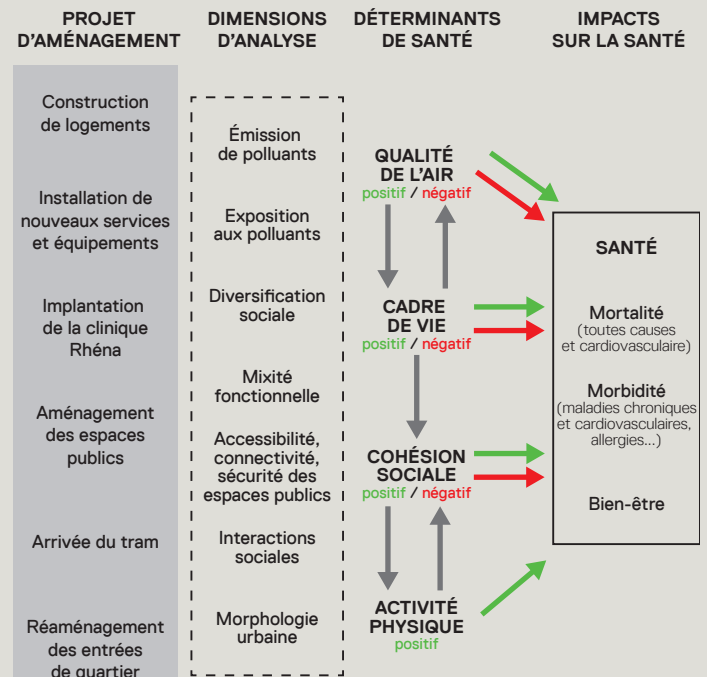 PROJET
D'AMÉNAGEMENT
DIMENSIONS
D'ANALYSE
DÉTERMINANTS
DE SANTÉ
IMPACTS
SUR LA SANTÉ
Construction
de logements
Installation de
nouveaux services
et équipements
Implantation
de la clinique
Rhéna
Aménagement
des espaces
publics
Arrivée du tram
Réaménagement
des entrées
de quartier
Émission
de polluants
Exposition
aux polluants
Diversification
sociale
Mixité
fonctionnelle
Accessibilité,
connectivité,
sécurité des
espaces publics
Interactions
sociales
Morphologie
urbaine
QUALITÉ
DE L'AIR
positif / négatif
CADRE
DE VIE
positif / négatif
COHÉSION
SOCIALE
positif / négatif
ACTIVITÉ
PHYSIQUE
positif
SANTÉ
Mortalité
(toutes causes
et cardiovasculaire)
Morbidité
(maladies chroniques
et cardiovasculaires,
allergies...)
Bien-être